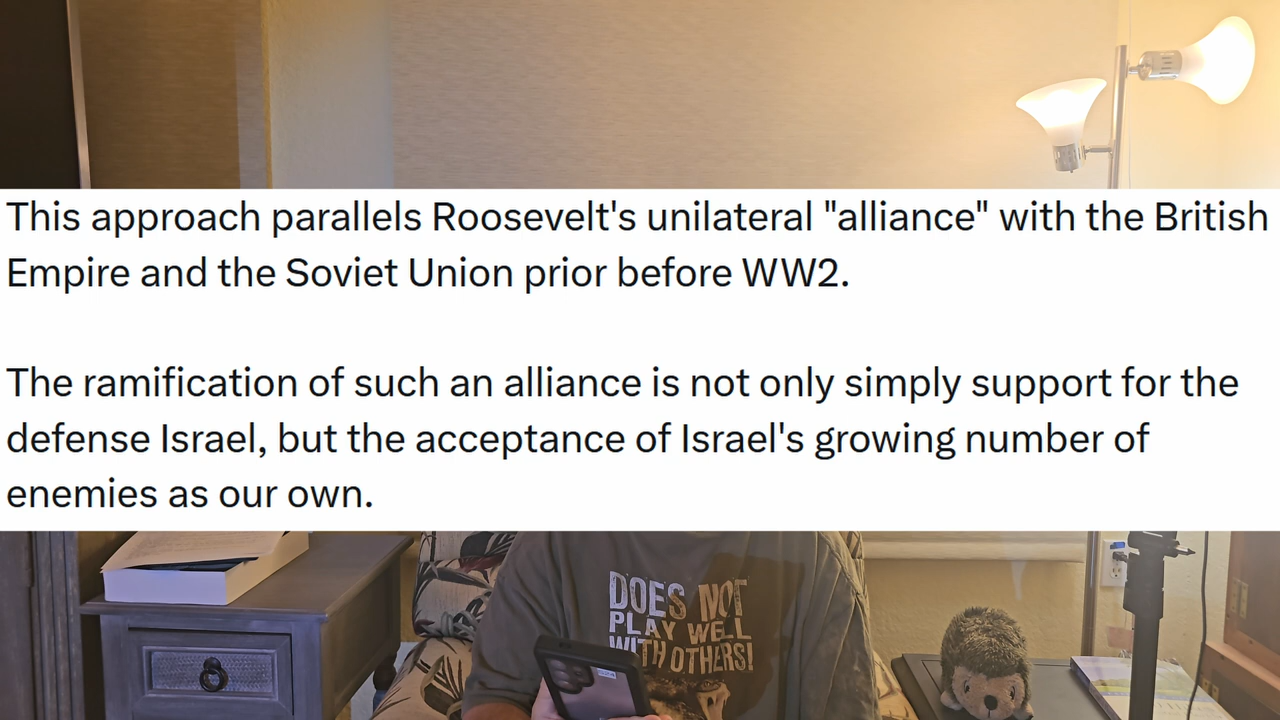 This approach parallels Roosevelt's unilateral "alliance" with the British
Empire and the Soviet Union prior before WW2.
The ramification of such an alliance is not only simply support for the
defense Israel, but the acceptance of Israel's growing number of
enemies as our own.
DOES NOT
PLAY WELL
WITH OTHERS!